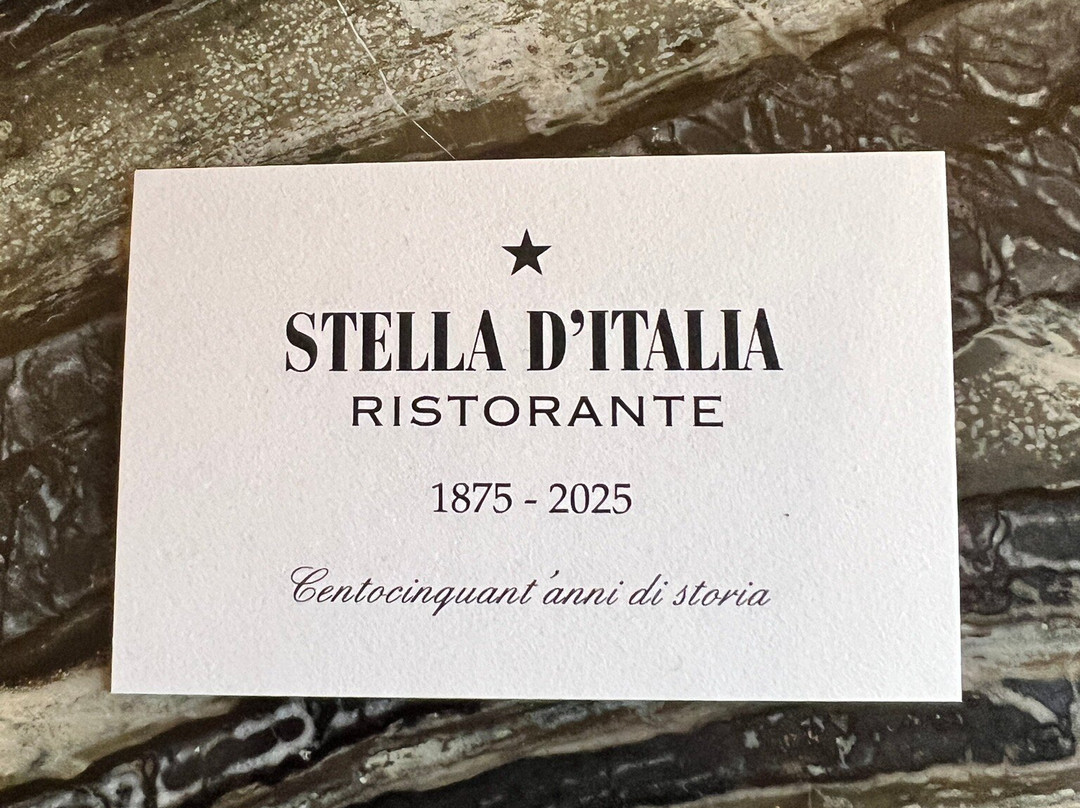 STELLA D’ITALIA
RISTORANTE
1875 - 2025
Centocinquant’anni di storia